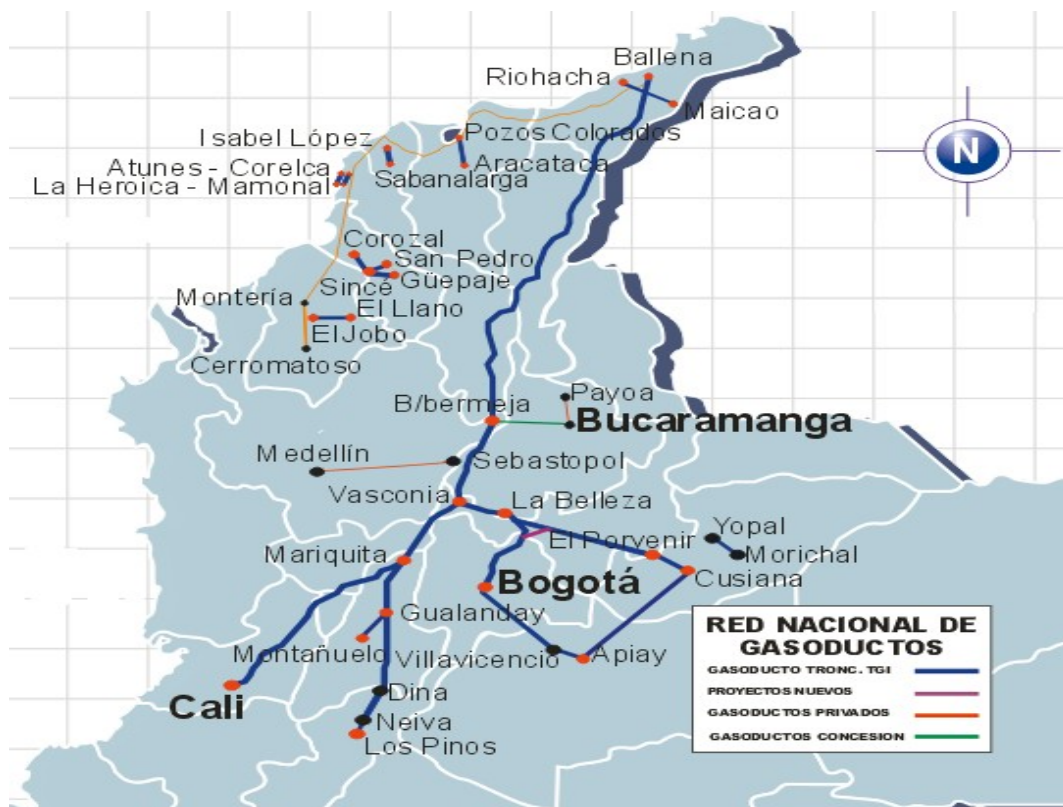 Ballena
Riohacha
Maicao
Isabel López
Pozos Colorados
Atunes - Corelca
Aracataca
La Heroica - Mamonal
Sabanalarga
N
Corozal
San Pedro
Sincé
Güepaje
Montería
El Llano
El Jobo
Cerromatoso
Payoa
B/bermeja
Bucaramanga
Medellín
Sebastopol
Vasconia
La Belleza
Yopal
El Porvenir
Mariquita
Morichal
Bogotá
Cusiana
Gualanday
Montañuelo
Villavicencio
Apiay
Dina
Cali
Neiva
Los Pinos
RED NACIONAL DE
GASODUCTOS
GASODUCTO TRONC. TGI
PROYECTOS NUEVOS
GASODUCTOS PRIVADOS
GASODUCTOS CONCESION